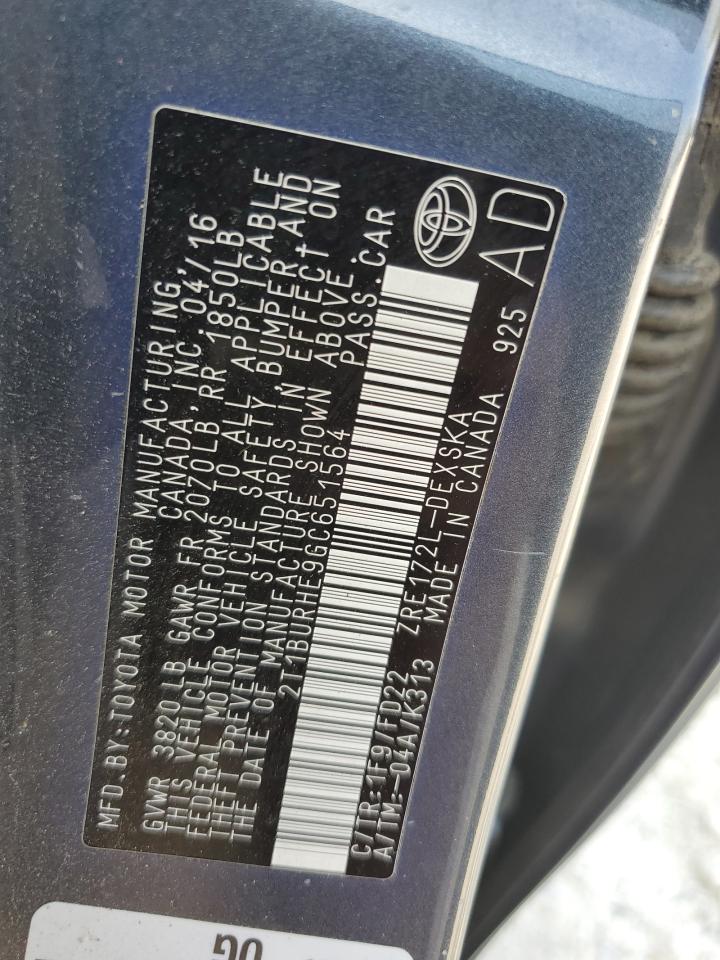 MFD.BY:TOYOTA MOTOR MANUFACTURING,
CANADA, INC. 04/16
GVWR 3820 LB GAWR FR 2070LB RR 1850LB
THIS VEHICLE CONFORMS TO ALL APPLICABLE
FEDERAL MOTOR VEHICLE SAFETY, BUMPER, AND
THEFT PREVENTION STANDARDS IN EFFECT ON
THE DATE OF MANUFACTURE SHOWN ABOVE.
2T1BURHE9GC651564 PASS.CAR
C/TR:1F9/FD22 ZRE172L-DEXSKA
A/TM:-04A/K313 MADE IN CANADA 925
AD